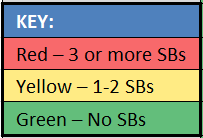 KEY:
Red – 3 or more SBs
Yellow – 1-2 SBs
Green – No SBs